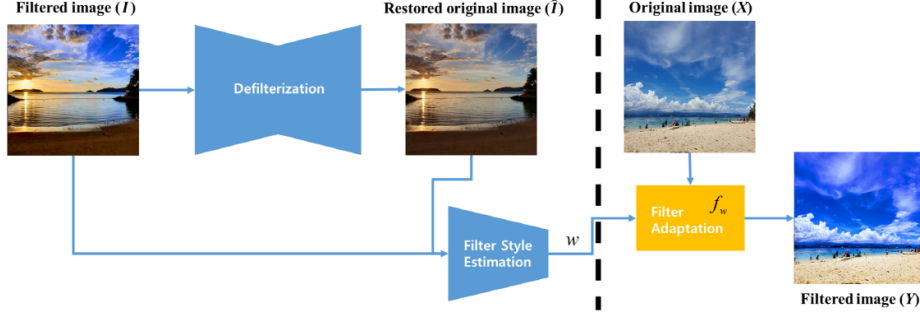 Filtered image (I)
Restored original image (Î)
Original image (X)
Defilterization
Filter Style
Estimation
w
Filter
Adaptation
f_w
Filtered image (Y)